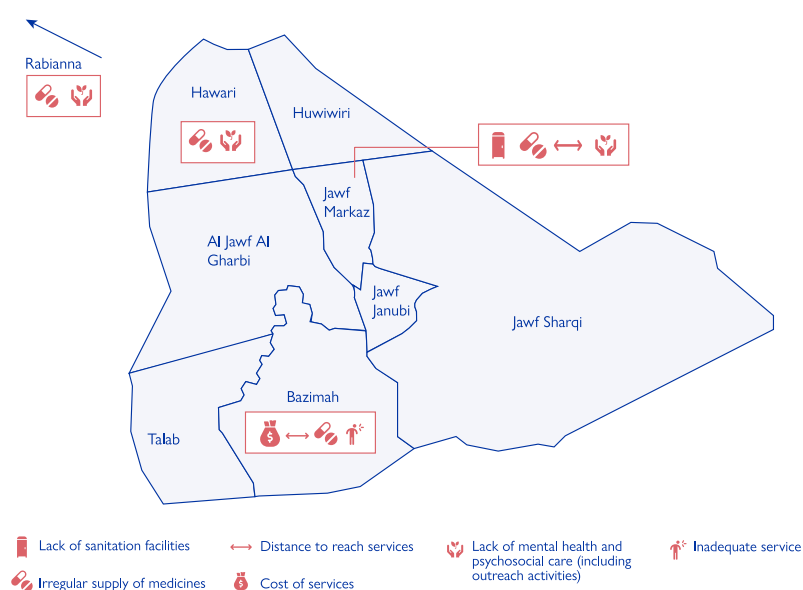 Rabianna
Hawari
Huwiwiri
Jawf
Markaz
Al Jawf Al
Gharbi
Jawf
Janubi
Jawf Sharqi
Bazimah
$
Talab
Lack of sanitation facilities
Distance to reach services
Lack of mental health and
psychosocial care (including
outreach activities)
Inadequate service
Irregular supply of medicines
$
Cost of services